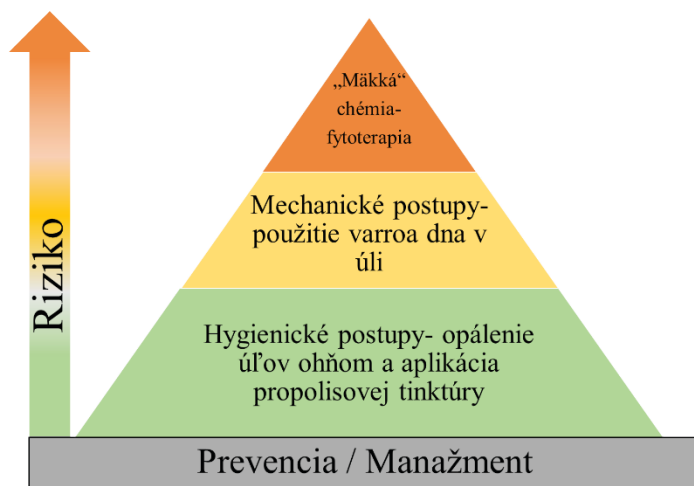 Riziko
„Mäkká“
chémia-
fytoterapia
Mechanické postupy-
použitie varroa dna v
úli
Hygienické postupy- opálenie
úľov ohňom a aplikácia
propolisovej tinktúry
Prevencia / Manažment